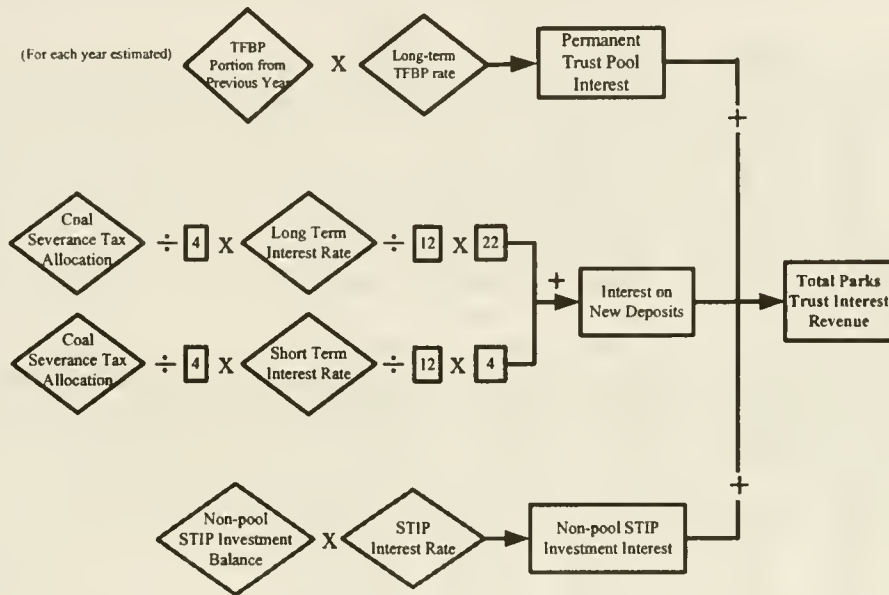 (For each year estimated)
TFBP
Portion from
Previous Year
X
Long-term
TFBP rate
Permanent
Trust Pool
Interest
+
Coal
Severance Tax
Allocation
÷ 4 X
Long Term
Interest Rate
÷ 12 X 22
+
Interest on
New Deposits
Total Parks
Trust Interest
Revenue
Coal
Severance Tax
Allocation
÷ 4 X
Short Term
Interest Rate
÷ 12 X 4
+
Non-pool
STIP Investment
Balance
X
STIP
Interest Rate
Non-pool STIP
Investment Interest